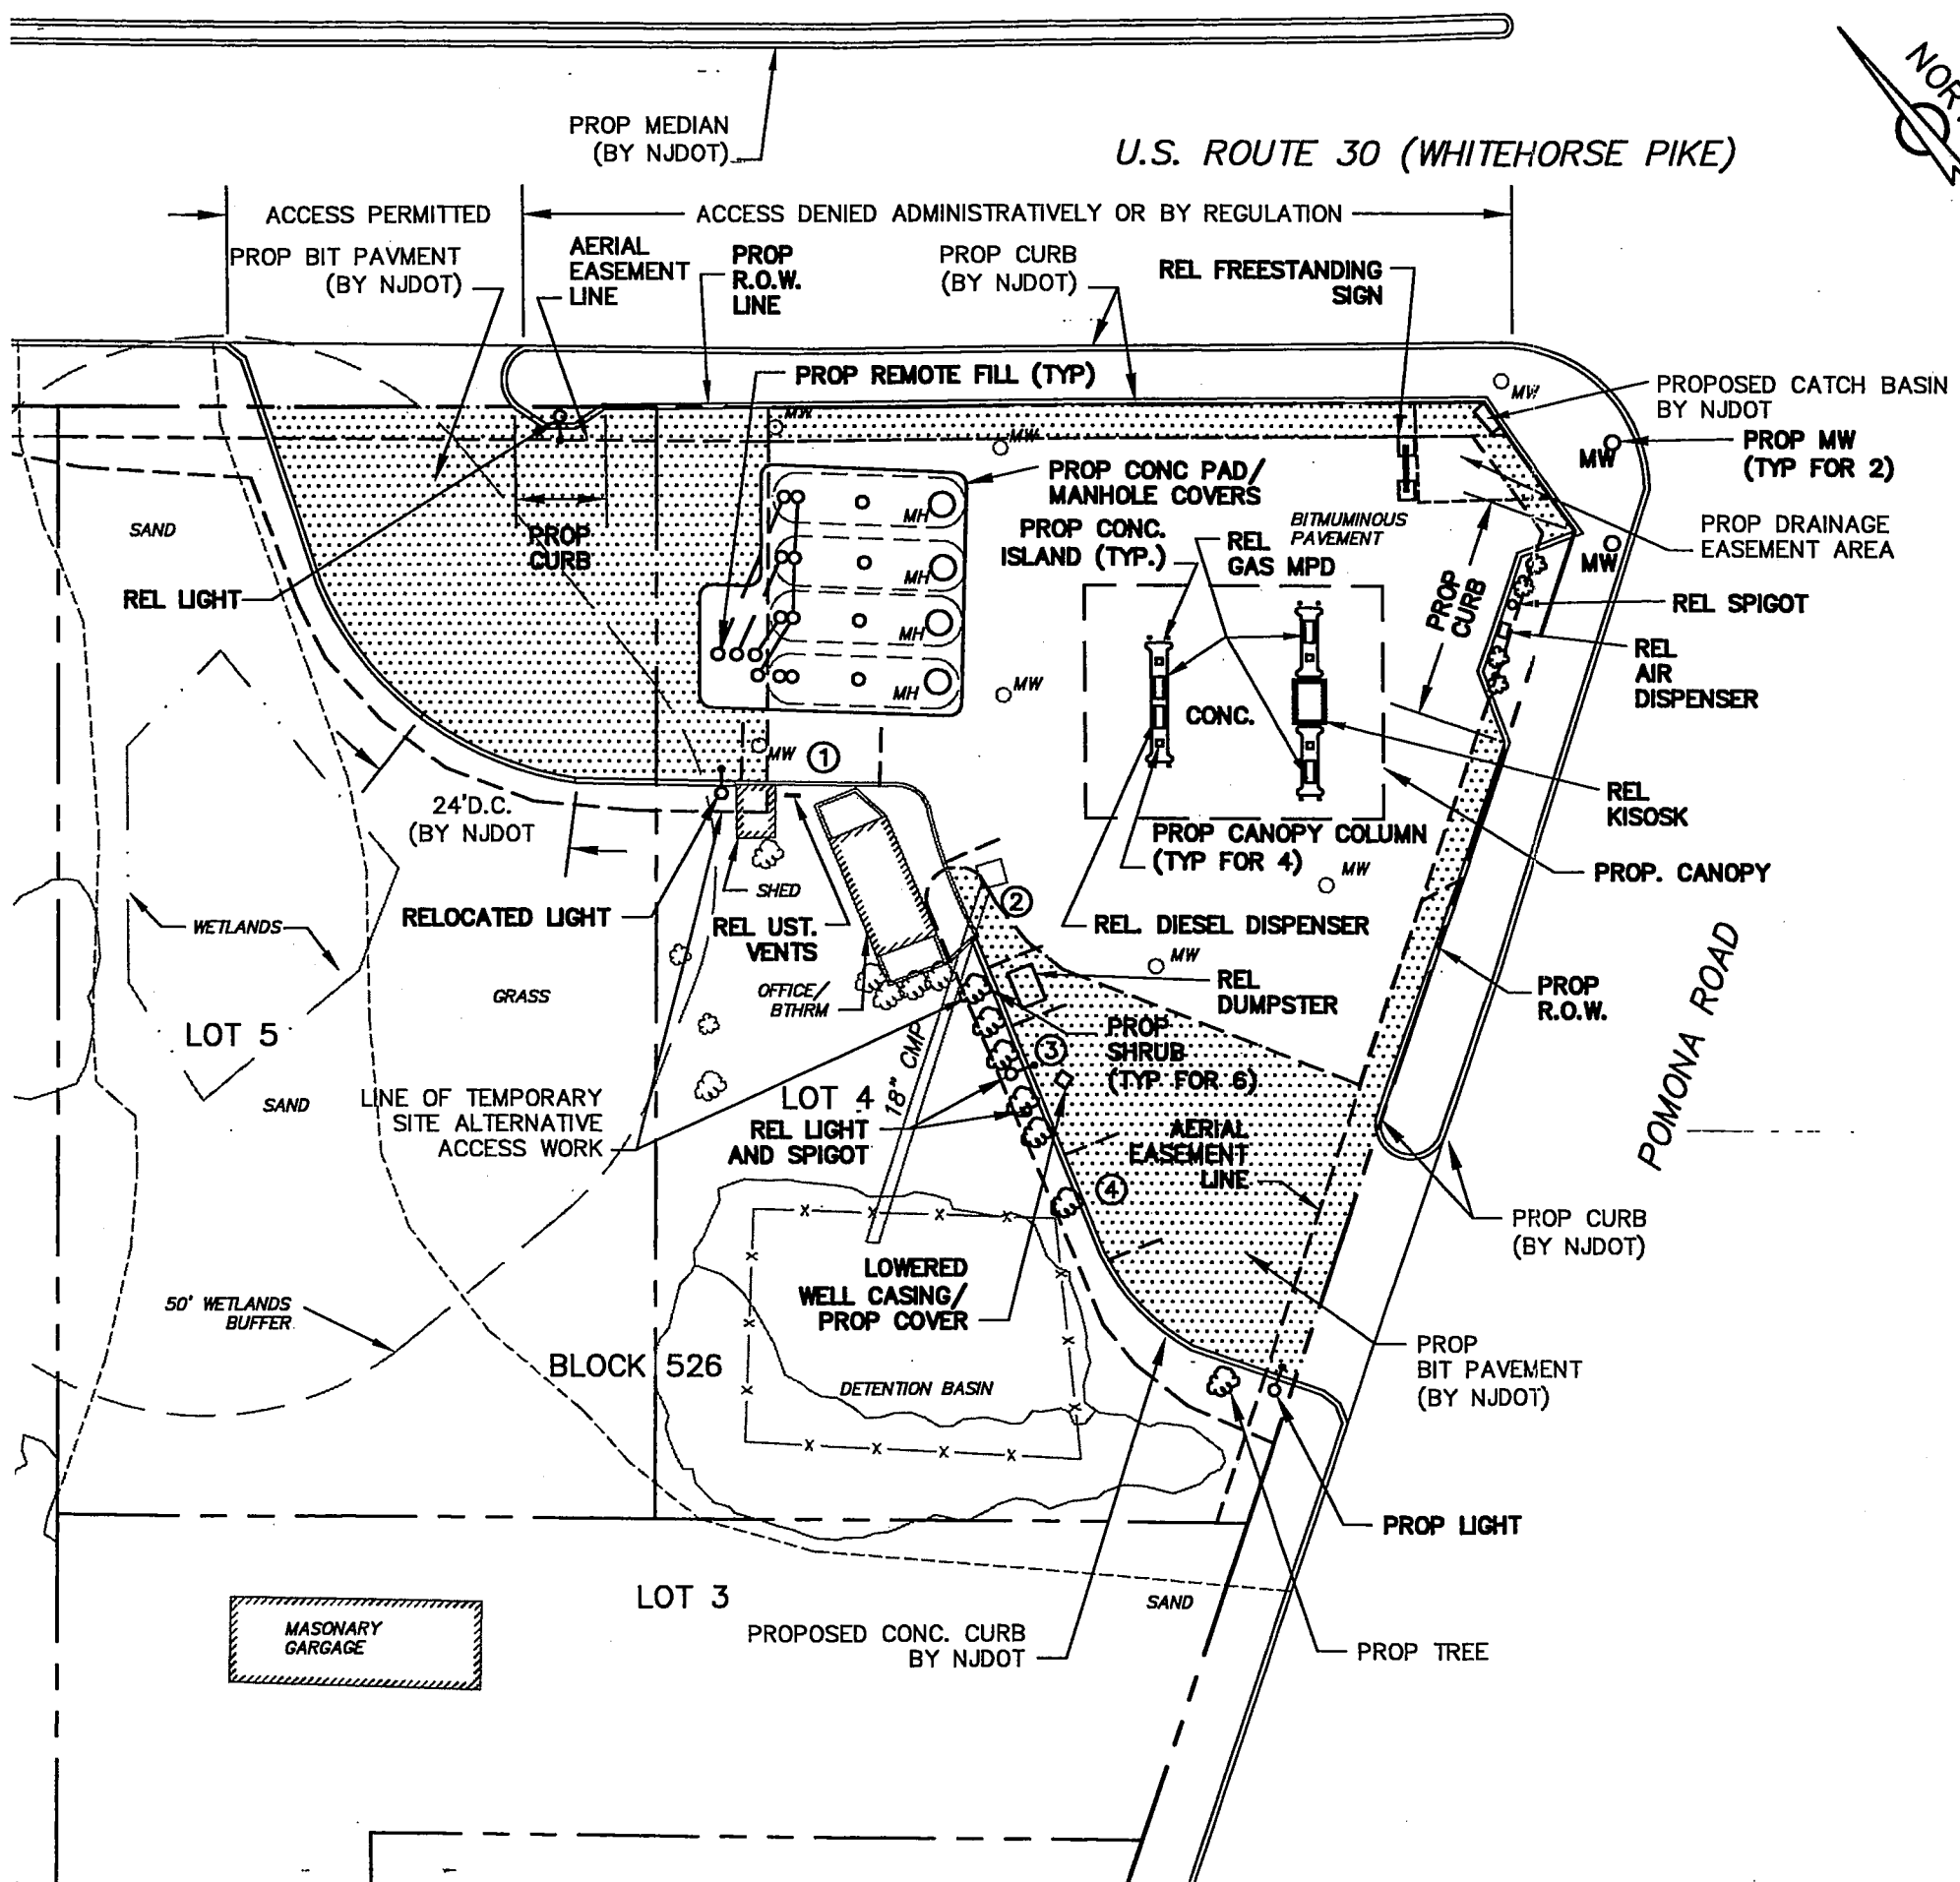 PROP MEDIAN
(BY NJDOT)
U.S. ROUTE 30 (WHITEHORSE PIKE)
ACCESS PERMITTED
ACCESS DENIED ADMINISTRATIVELY OR BY REGULATION
PROP BIT PAVMENT
(BY NJDOT)
AERIAL
EASEMENT
LINE
PROP
R.O.W.
LINE
PROP CURB
(BY NJDOT)
REL FREESTANDING
SIGN
PROP REMOTE FILL (TYP)
PROPOSED CATCH BASIN
BY NJDOT
MW
MW
MW
MW
PROP MW
(TYP FOR 2)
PROP CONC PAD/
MANHOLE COVERS
SAND
PROP
CURB
MH
MH
MH
MH
PROP CONC.
ISLAND (TYP.)
REL
GAS MPD
BITMUMINOUS
PAVEMENT
PROP DRAINAGE
EASEMENT AREA
MW
REL LIGHT
PROP
CURB
REL SPIGOT
REL
AIR
DISPENSER
MW
CONC.
MW
1
24'D.C.
(BY NJDOT
REL
KISOSK
PROP CANOPY COLUMN
(TYP FOR 4)
MW
PROP. CANOPY
SHED
2
WETLANDS
RELOCATED LIGHT
REL UST.
VENTS
REL. DIESEL DISPENSER
MW
REL
DUMPSTER
OFFICE/
BTHRM
GRASS
PROP
R.O.W.
POMONA ROAD
LOT 5
18" CMP
PROP
SHRUB
(TYP FOR 6)
3
SAND
LINE OF TEMPORARY
SITE ALTERNATIVE
ACCESS WORK
LOT 4
REL LIGHT
AND SPIGOT
AERIAL
EASEMENT
LINE
4
PROP CURB
(BY NJDOT)
LOWERED
WELL CASING/
PROP COVER
50' WETLANDS
BUFFER
BLOCK 526
DETENTION BASIN
PROP
BIT PAVEMENT
(BY NJDOT)
PROP LIGHT
LOT 3
SAND
MASONARY
GARGAGE
PROPOSED CONC. CURB
BY NJDOT
PROP TREE